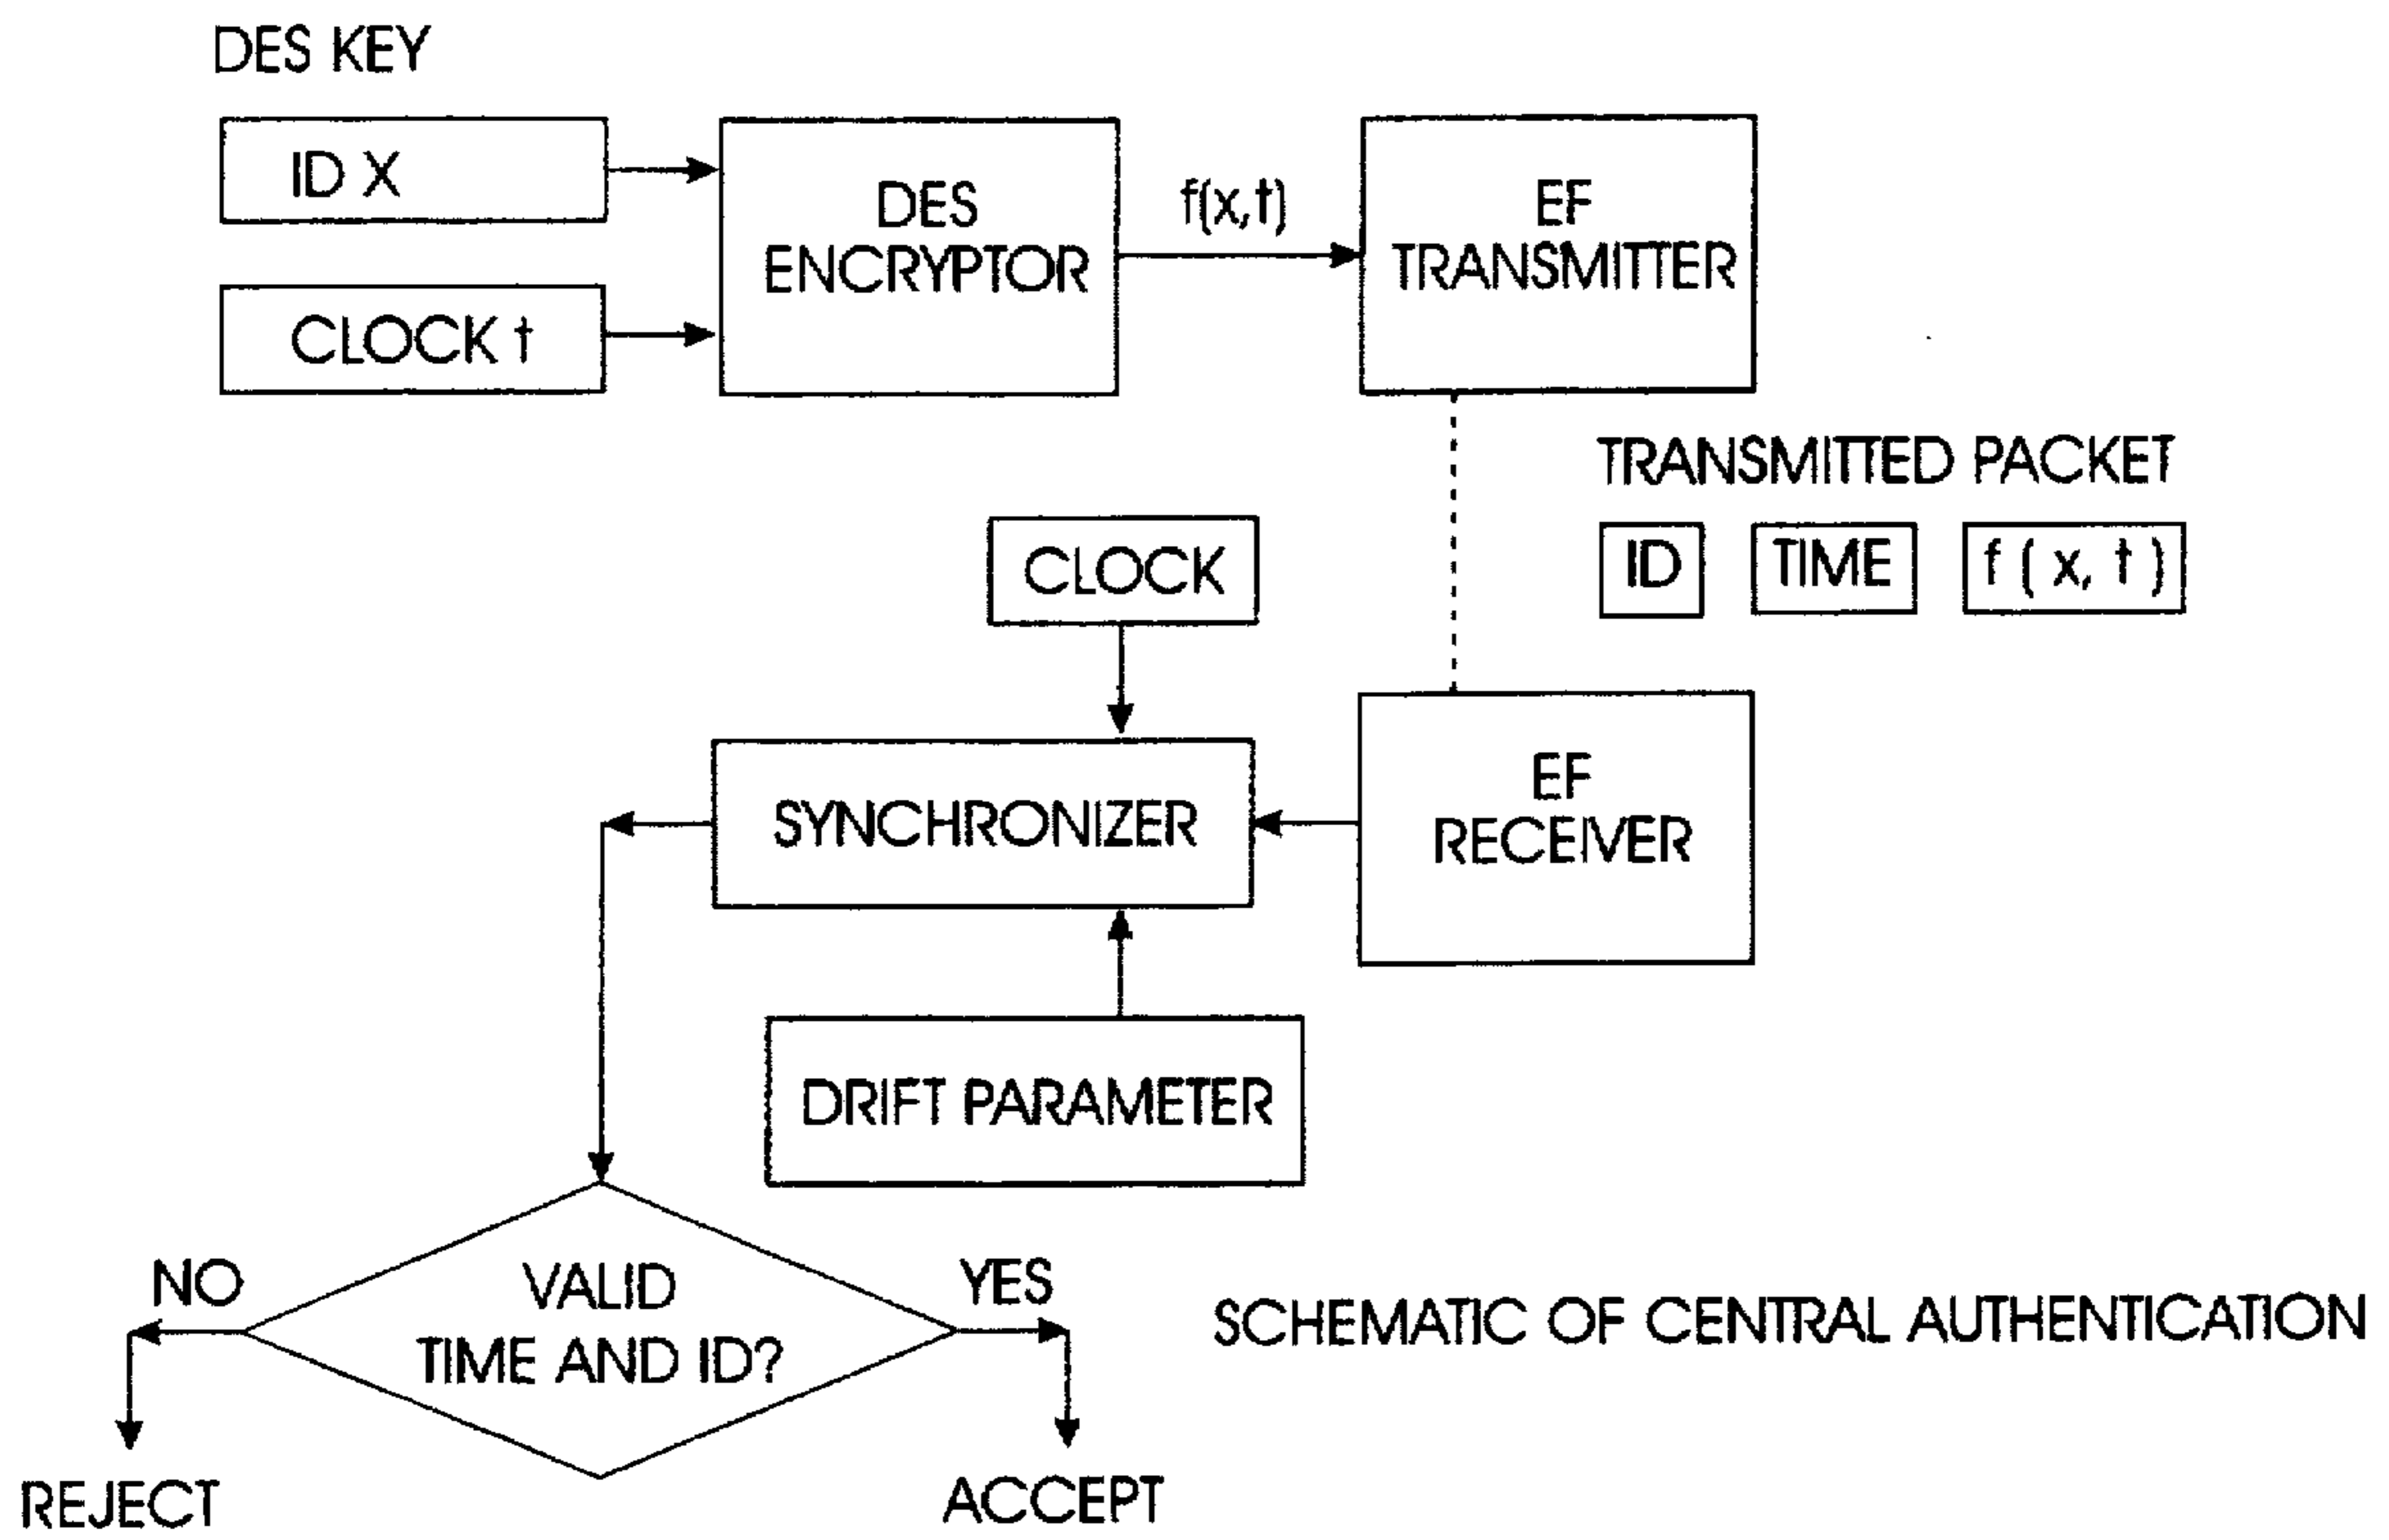 DES KEY
ID X
CLOCK t
DES
ENCRYPTOR
f(x,t)
EF
TRANSMITTER
TRANSMITTED PACKET
ID
TIME
f ( x, t )
CLOCK
SYNCHRONIZER
EF
RECEIVER
DRIFT PARAMETER
VALID
TIME AND ID?
NO
YES
REJECT
ACCEPT
SCHEMATIC OF CENTRAL AUTHENTICATION